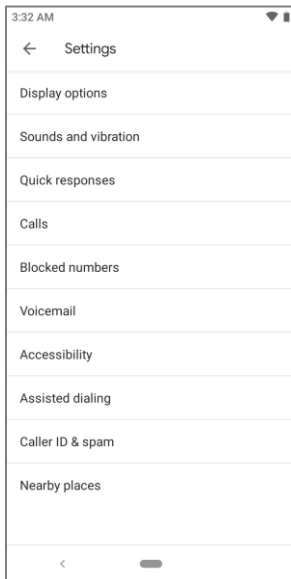 3:32 AM
Settings
Display options
Sounds and vibration
Quick responses
Calls
Blocked numbers
Voicemail
Accessibility
Assisted dialing
Caller ID & spam
Nearby places